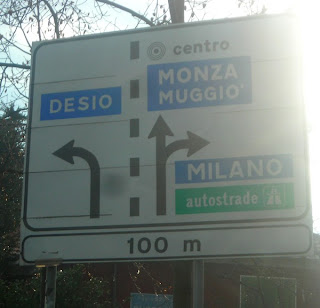 centro
MONZA
MUGGIO'
DESIO
MILANO
autostrade
100 m